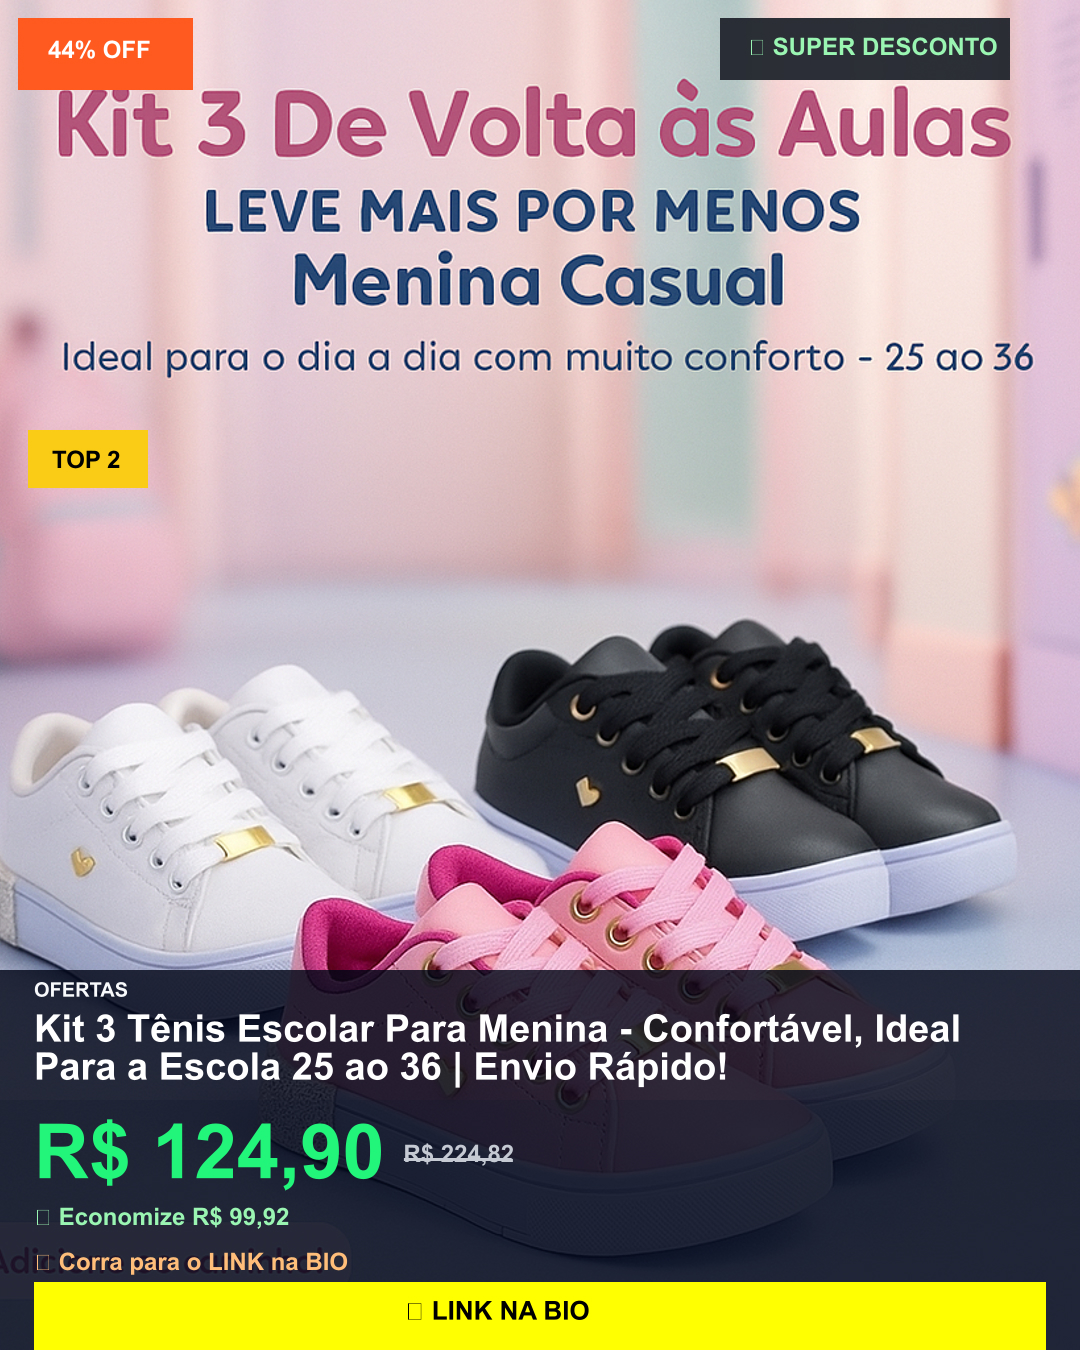 44% OFF
SUPER DESCONTO
Kit 3 De Volta às Aulas
LEVE MAIS POR MENOS
Menina Casual
Ideal para o dia a dia com muito conforto - 25 ao 36
TOP 2
OFERTAS
Kit 3 Tênis Escolar Para Menina - Confortável, Ideal
Para a Escola 25 ao 36 | Envio Rápido!
R$ 124,90 R$ 224,82
Economize R$ 99,92
Corra para o LINK na BIO
LINK NA BIO